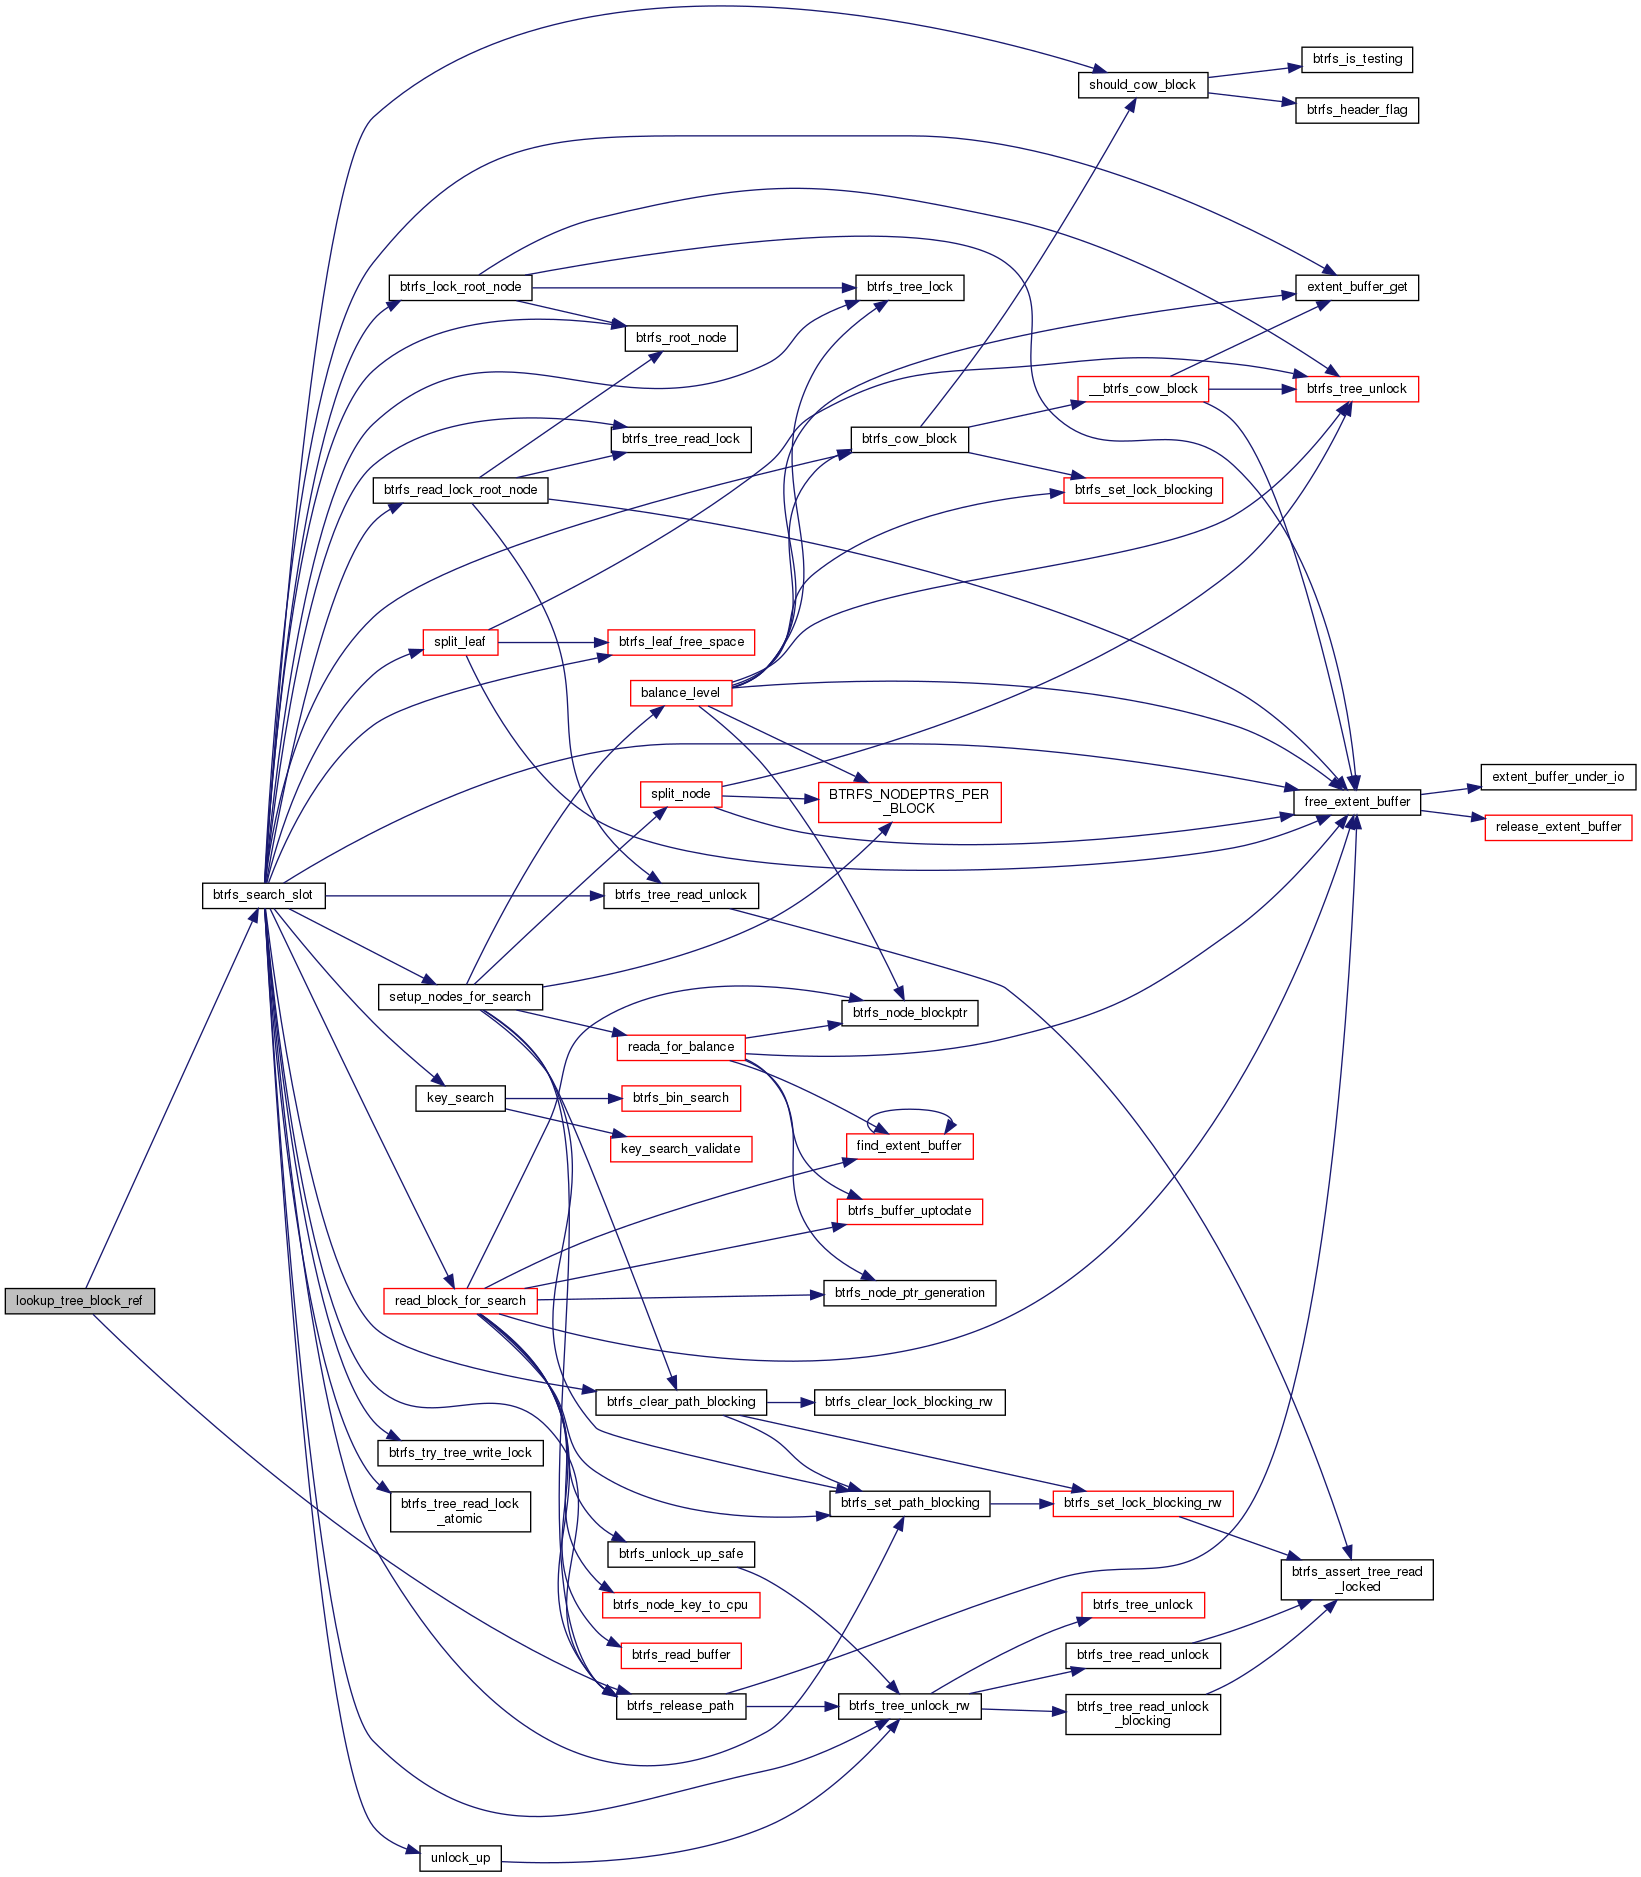 btrfs_is_testing
should_cow_block
btrfs_header_flag
btrfs_lock_root_node
btrfs_tree_lock
extent_buffer_get
btrfs_root_node
__btrfs_cow_block
btrfs_tree_unlock
btrfs_tree_read_lock
btrfs_cow_block
btrfs_read_lock_root_node
btrfs_set_lock_blocking
split_leaf
btrfs_leaf_free_space
balance_level
extent_buffer_under_io
split_node
BTRFS_NODEPTRS_PER
_BLOCK
free_extent_buffer
release_extent_buffer
btrfs_search_slot
btrfs_tree_read_unlock
setup_nodes_for_search
btrfs_node_blockptr
reada_for_balance
key_search
btrfs_bin_search
key_search_validate
find_extent_buffer
btrfs_buffer_uptodate
lookup_tree_block_ref
read_block_for_search
btrfs_node_ptr_generation
btrfs_clear_path_blocking
btrfs_clear_lock_blocking_rw
btrfs_try_tree_write_lock
btrfs_tree_read_lock
_atomic
btrfs_set_path_blocking
btrfs_set_lock_blocking_rw
btrfs_unlock_up_safe
btrfs_assert_tree_read
_locked
btrfs_node_key_to_cpu
btrfs_tree_unlock
btrfs_read_buffer
btrfs_tree_read_unlock
btrfs_release_path
btrfs_tree_unlock_rw
btrfs_tree_read_unlock
_blocking
unlock_up